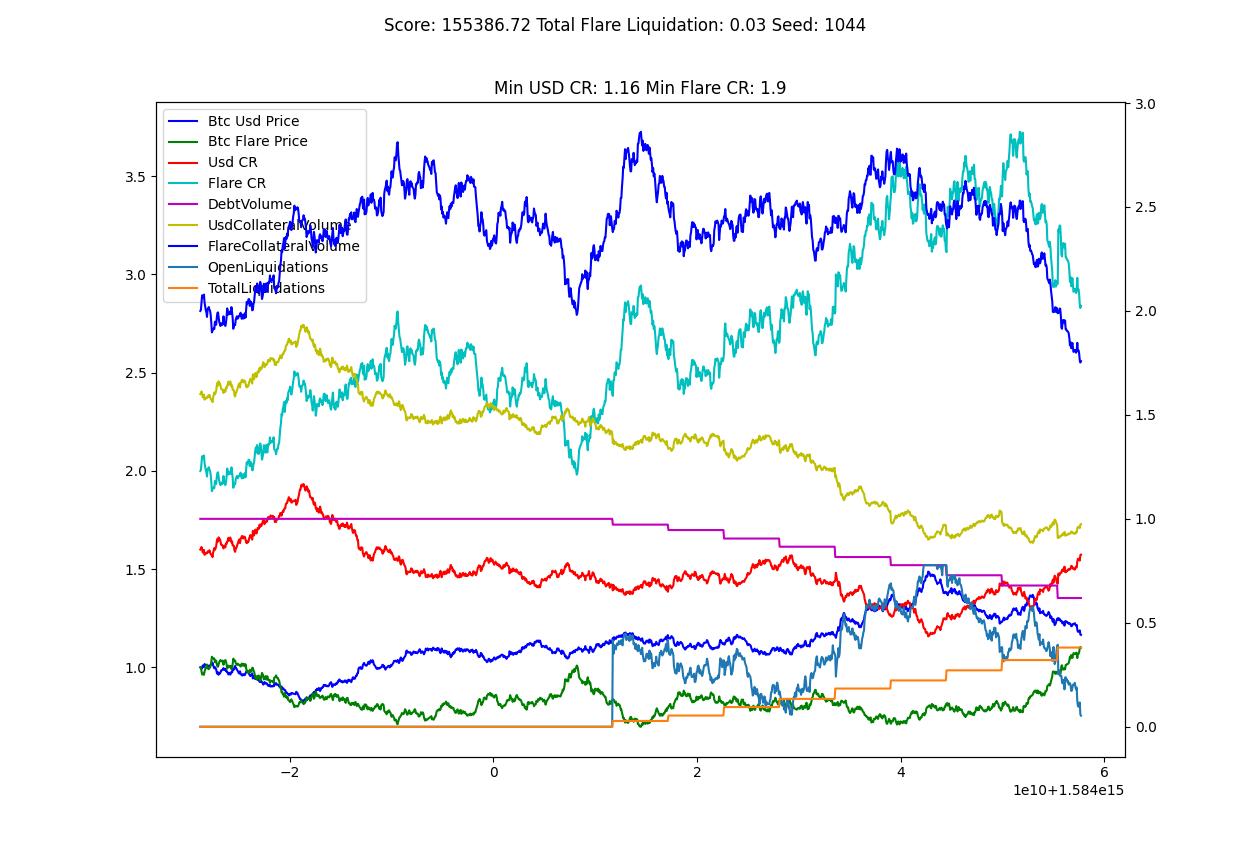 Score: 155386.72 Total Flare Liquidation: 0.03 Seed: 1044
Min USD CR: 1.16 Min Flare CR: 1.9
Btc Usd Price
Btc Flare Price
Usd CR
Flare CR
DebtVolume
UsdCollateralVolume
FlareCollateralVolume
OpenLiquidations
TotalLiquidations
3.5
3.0
2.5
2.0
1.5
1.0
3.0
2.5
2.0
1.5
1.0
0.5
0.0
−2 0 2 4 6
1e10+1.584e15